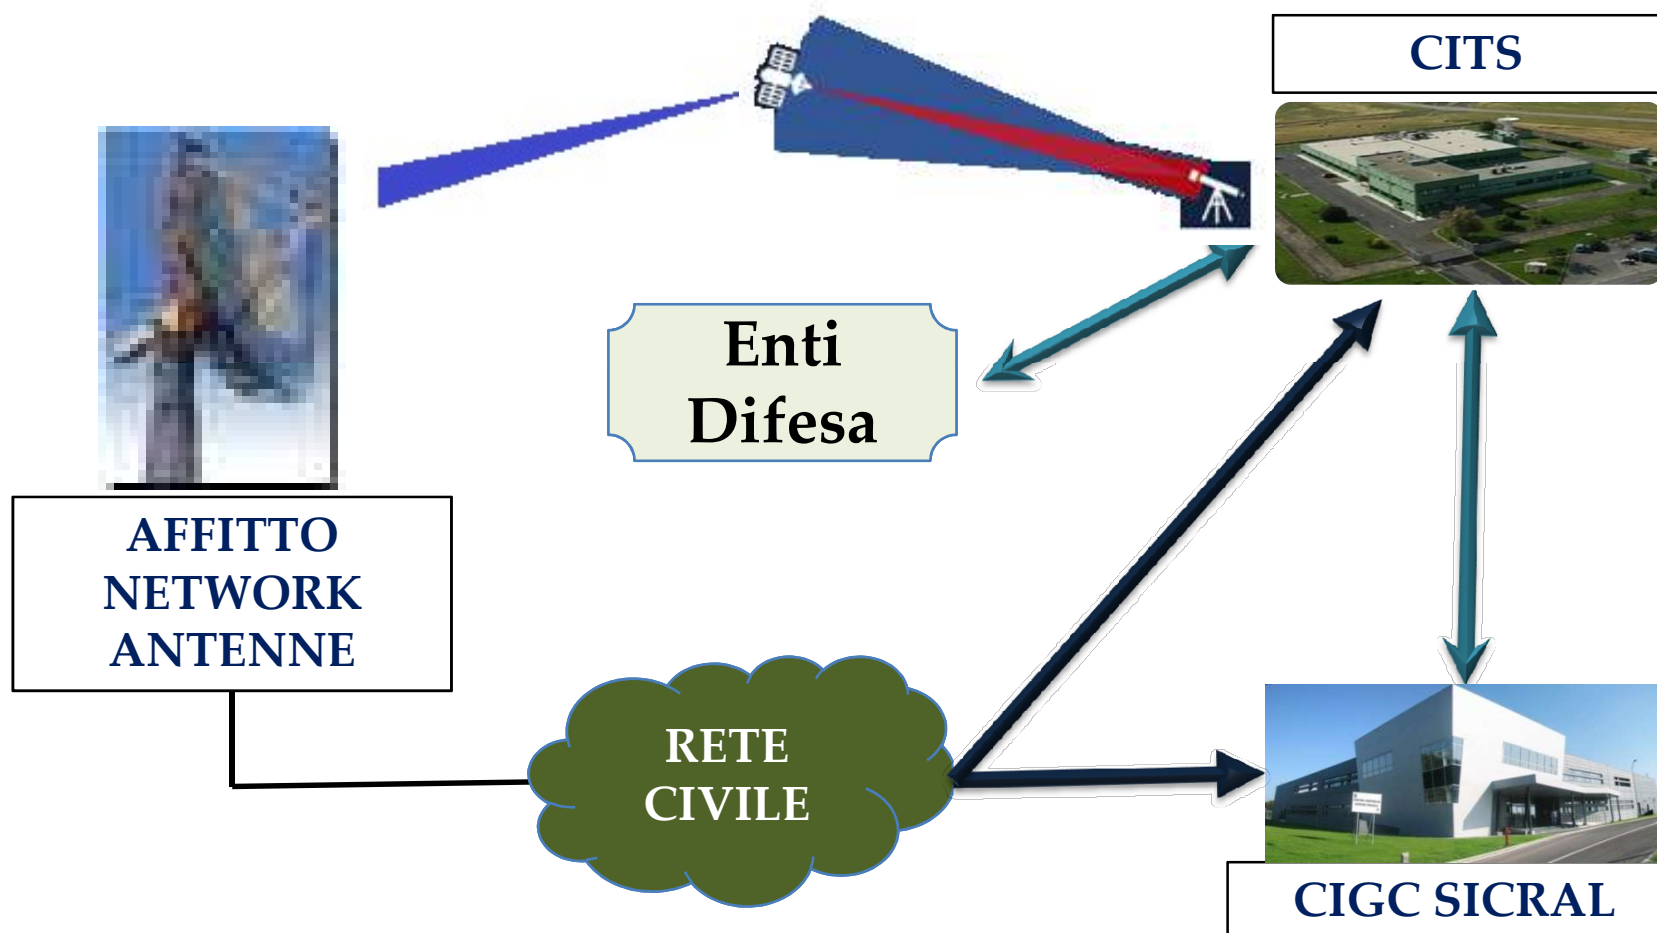 CITS
Enti
Difesa
AFFITTO
NETWORK
ANTENNE
RETE
CIVILE
CIGC SICRAL